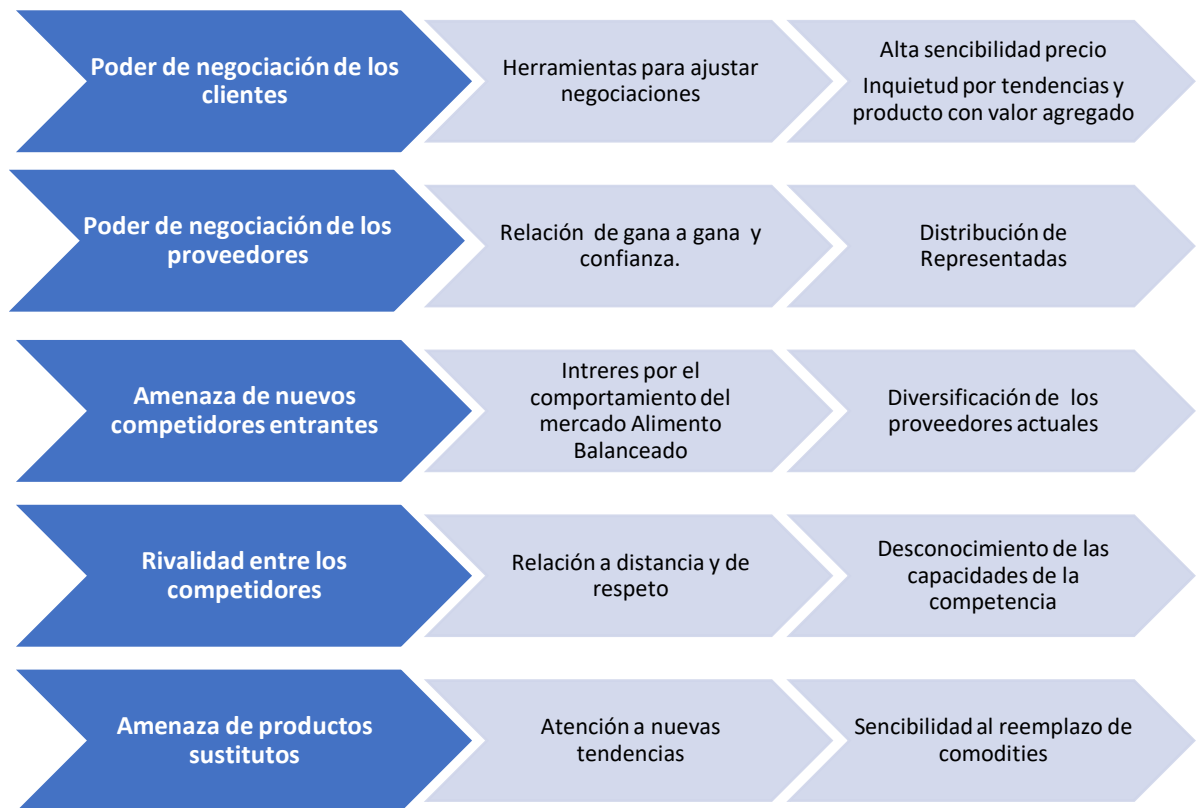 Poder de negociación de los
clientes
Herramientas para ajustar
negociaciones
Alta sencibilidad precio
Inquietud por tendencias y
producto con valor agregado
Poder de negociación de los
proveedores
Relación de gana a gana y
confianza.
Distribución de
Representadas
Amenaza de nuevos
competidores entrantes
Intreres por el
comportamiento del
mercado Alimento
Balanceado
Diversificación de los
proveedores actuales
Rivalidad entre los
competidores
Relación a distancia y de
respeto
Desconocimiento de las
capacidades de la
competencia
Amenaza de productos
sustitutos
Atención a nuevas
tendencias
Sencibilidad al reemplazo de
comodities